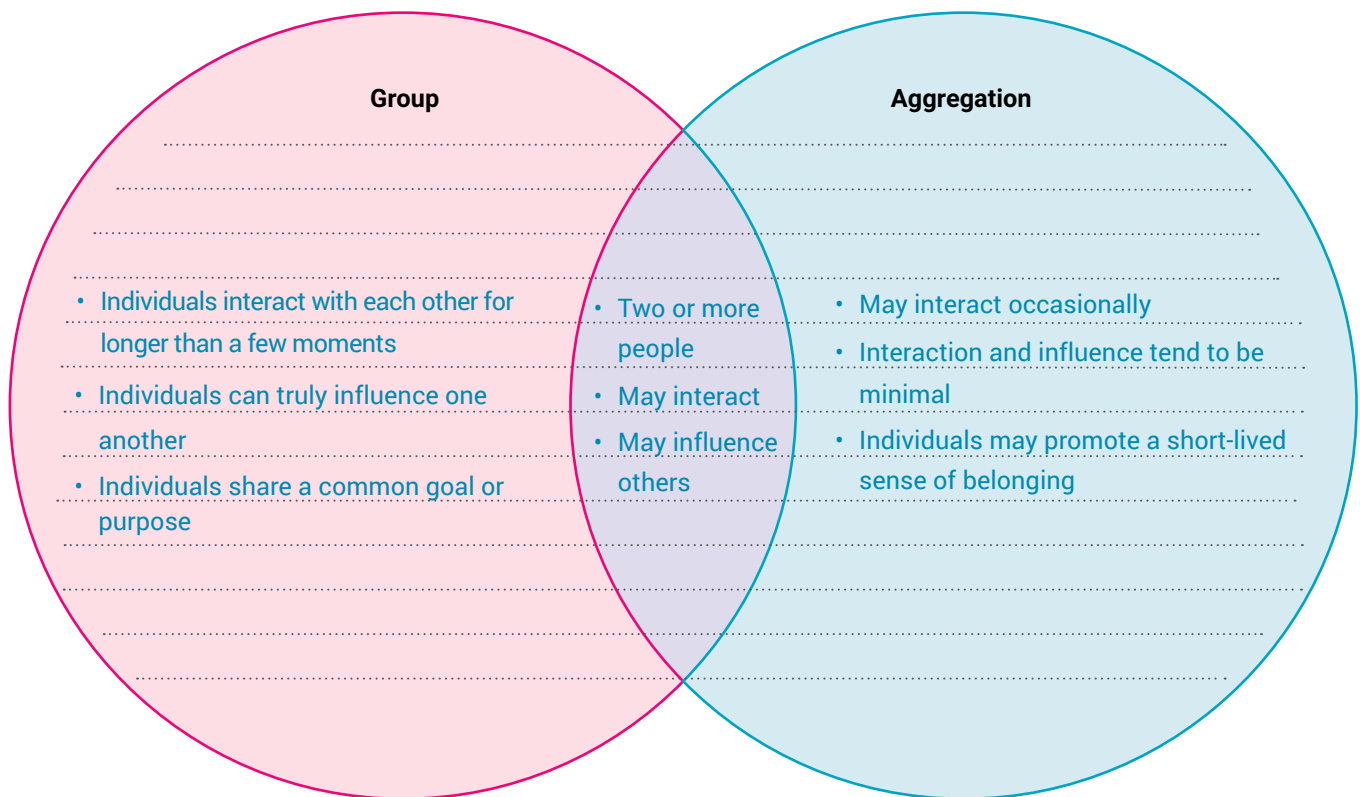 Group
• Individuals interact with each other for
longer than a few moments
• Individuals can truly influence one
another
• Individuals share a common goal or
purpose
• Two or more
people
• May interact
• May influence
others
Aggregation
• May interact occasionally
• Interaction and influence tend to be
minimal
• Individuals may promote a short-lived
sense of belonging